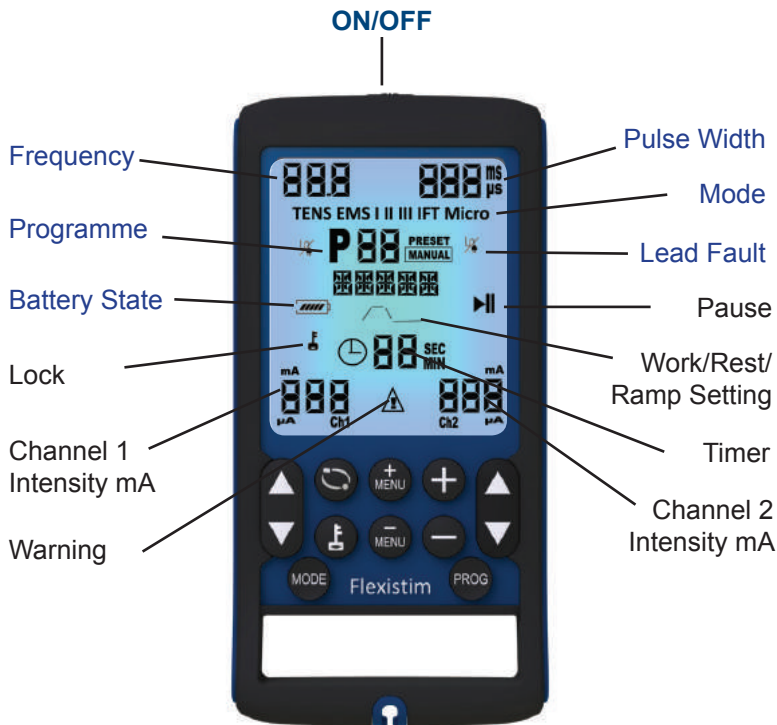 ON/OFF
Frequency
Pulse Width
88.8
888 ms
µs
TENS EMS I II III IFT Micro
Mode
Programme
P88 PRESET
MANUAL
Lead Fault
Battery State
Pause
Lock
88 SEC
MIN
Work/Rest/
Ramp Setting
mA
mA
888
888
µA Ch1
Ch2 µA
Channel 1
Intensity mA
Timer
Channel 2
Intensity mA
Warning
+
MENU
+
−
MENU
−
MODE
Flexistim
PROG